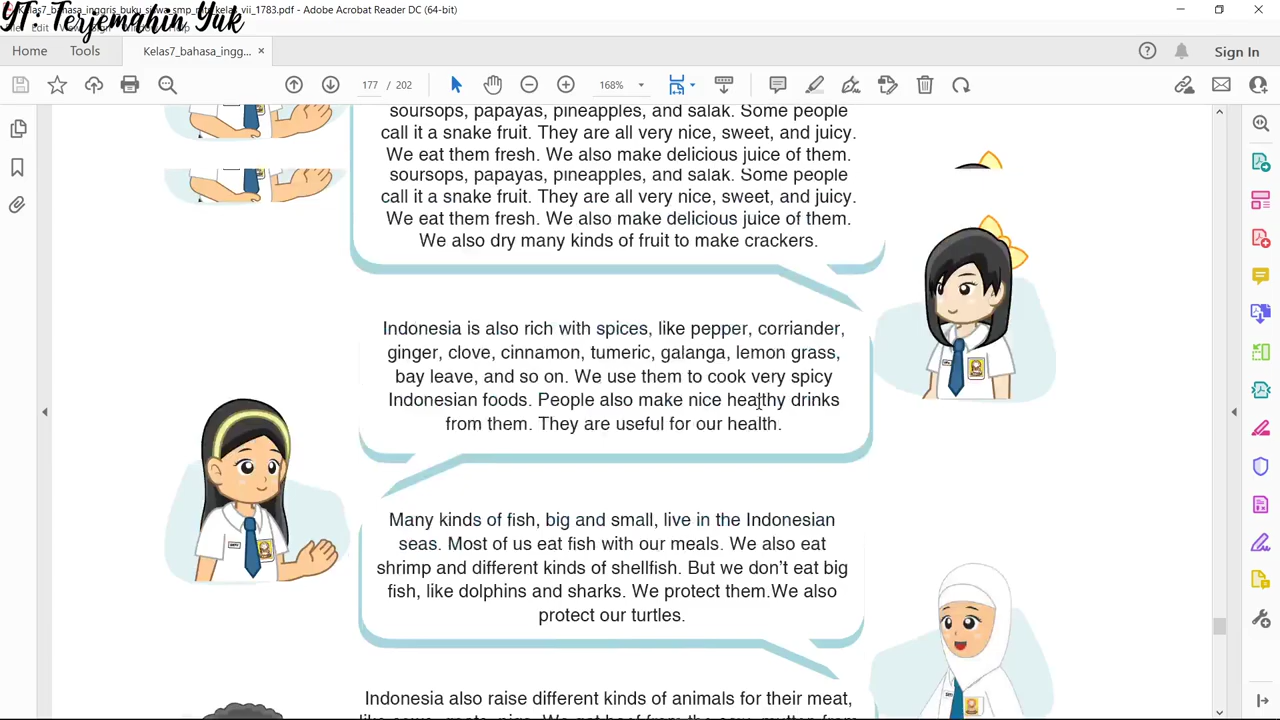 YT: Terjemahin Yuk
bahasa_inggris_buku_siswa_smp_mts_kelas_vii_1783.pdf - Adobe Acrobat Reader DC (64-bit)
Home
Tools
Kelas7_bahasa_ingg... ×
Sign In
177 / 202
168%
soursops, papayas, pineapples, and salak. Some people
call it a snake fruit. They are all very nice, sweet, and juicy.
We eat them fresh. We also make delicious juice of them.
soursops, papayas, pineapples, and salak. Some people
call it a snake fruit. They are all very nice, sweet, and juicy.
We eat them fresh. We also make delicious juice of them.
We also dry many kinds of fruit to make crackers.
Indonesia is also rich with spices, like pepper, corriander,
ginger, clove, cinnamon, tumeric, galanga, lemon grass,
bay leave, and so on. We use them to cook very spicy
Indonesian foods. People also make nice heathy drinks
from them. They are useful for our health.
Many kinds of fish, big and small, live in the Indonesian
seas. Most of us eat fish with our meals. We also eat
shrimp and different kinds of shellfish. But we don't eat big
fish, like dolphins and sharks. We protect them.We also
protect our turtles.
Indonesia also raise different kinds of animals for their meat,